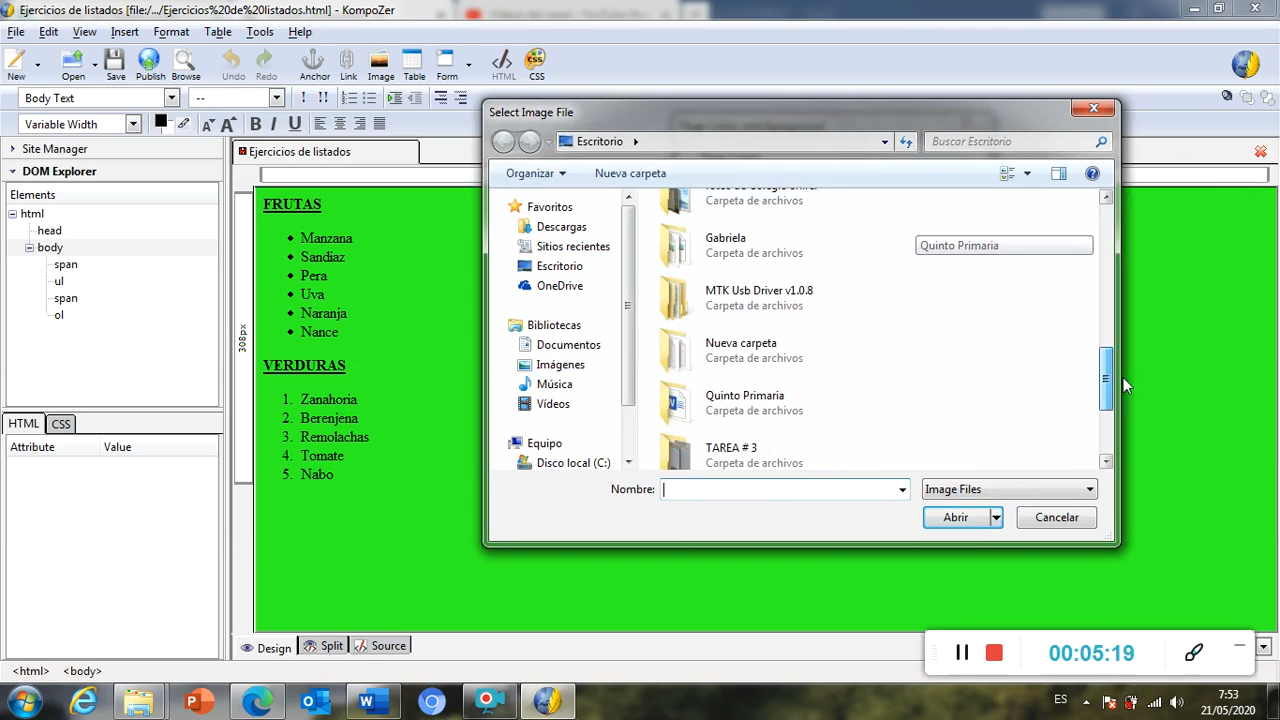 Ejercicios de listados [file:/.../Ejercicios%20de%20listados.html] - KompoZer
File Edit View Insert Format Table Tools Help
New Open Save Publish Browse Undo Redo Anchor Link Image Table Form HTML CSS
Body Text --
Variable Width B I U
Site Manager
DOM Explorer
Elements
html
head
body
span
ul
span
ol
HTML CSS
Attribute Value
Ejercicios de listados
308px
FRUTAS
Manzana
Sandiaz
Pera
Uva
Naranja
Nance
VERDURAS
1. Zanahoria
2. Berenjena
3. Remolachas
4. Tomate
5. Nabo
Select Image File
Escritorio
Buscar Escritorio
Organizar Nueva carpeta
Favoritos
Descargas
Sitios recientes
Escritorio
OneDrive
Bibliotecas
Documentos
Imágenes
Música
Vídeos
Equipo
Disco local (C:)
Carpeta de archivos
Gabriela
Carpeta de archivos
Quinto Primaria
MTK Usb Driver v1.0.8
Carpeta de archivos
Nueva carpeta
Carpeta de archivos
Quinto Primaria
Carpeta de archivos
TAREA # 3
Carpeta de archivos
Nombre:
Image Files
Abrir Cancelar
Design Split Source
<html> <body>
00:05:19
ES
7:53
21/05/2020